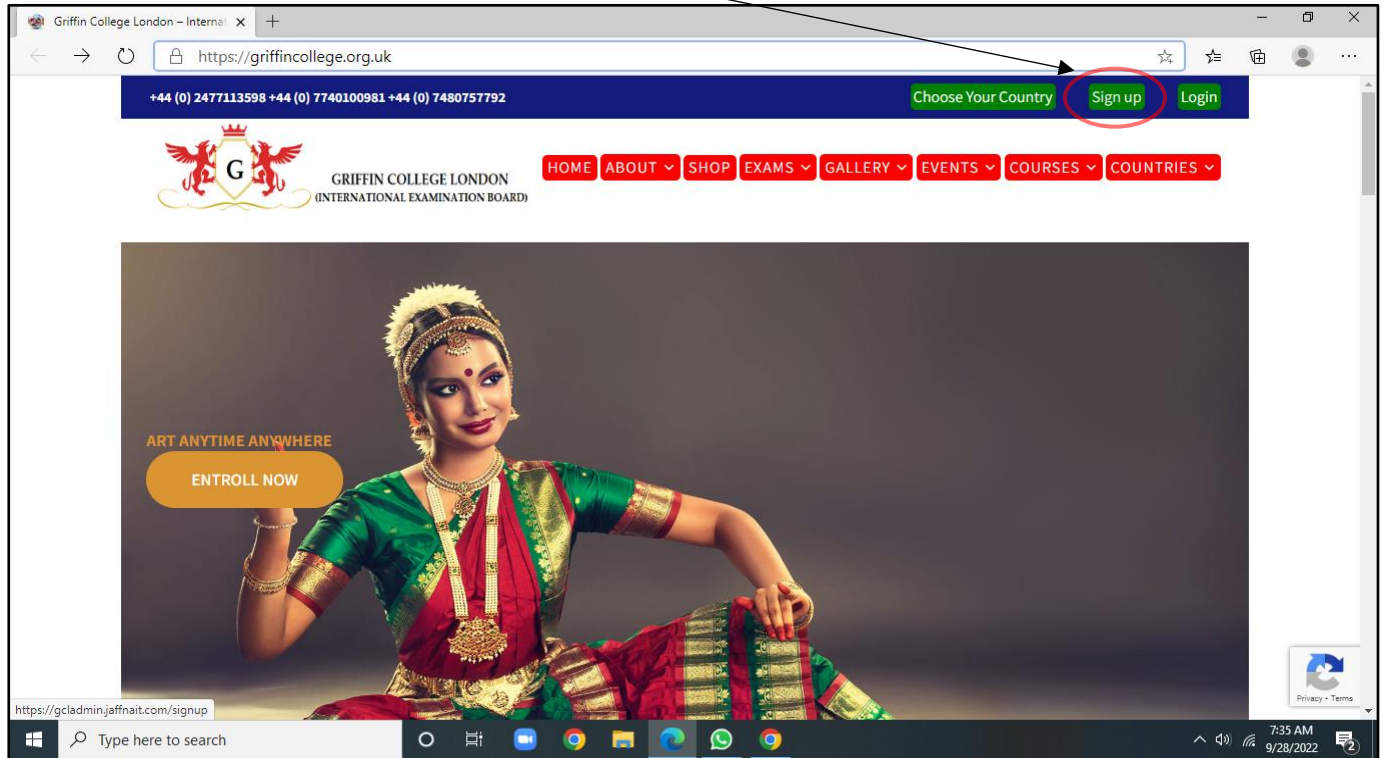 Griffin College London – Internat
https://griffincollege.org.uk
+44 (0) 2477113598 +44 (0) 7740100981 +44 (0) 7480757792
Choose Your Country
Sign up
Login
G
GRIFFIN COLLEGE LONDON
(INTERNATIONAL EXAMINATION BOARD)
HOME ABOUT SHOP EXAMS GALLERY EVENTS COURSES COUNTRIES
ART ANYTIME ANYWHERE
ENTROLL NOW
Privacy - Terms
https://gcladmin.jaffnait.com/signup
Type here to search
7:35 AM
9/28/2022
2